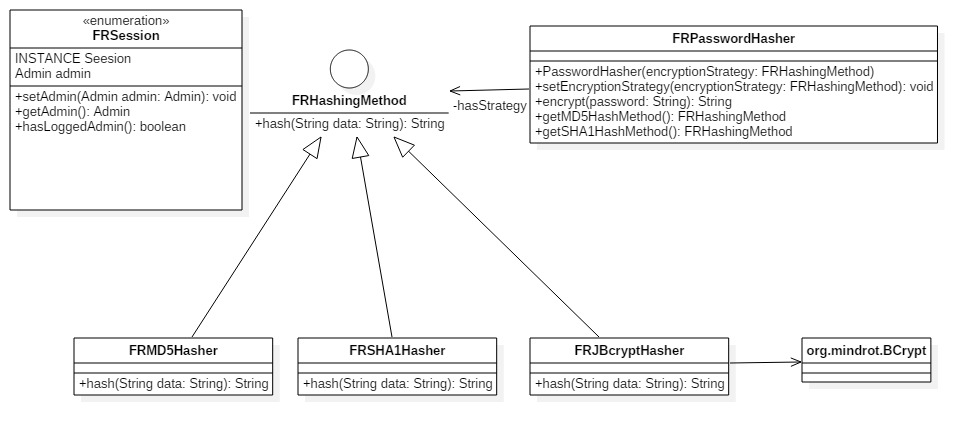 «enumeration»
FRSession
INSTANCE Seesion
Admin admin
+setAdmin(Admin admin: Admin): void
+getAdmin(): Admin
+hasLoggedAdmin(): boolean
FRHashingMethod
+hash(String data: String): String
-hasStrategy
FRPasswordHasher
+PasswordHasher(encryptionStrategy: FRHashingMethod)
+setEncryptionStrategy(encryptionStrategy: FRHashingMethod): void
+encrypt(password: String): String
+getMD5HashMethod(): FRHashingMethod
+getSHA1HashMethod(): FRHashingMethod
FRMD5Hasher
+hash(String data: String): String
FRSHA1Hasher
+hash(String data: String): String
FRJBcryptHasher
+hash(String data: String): String
org.mindrot.BCrypt